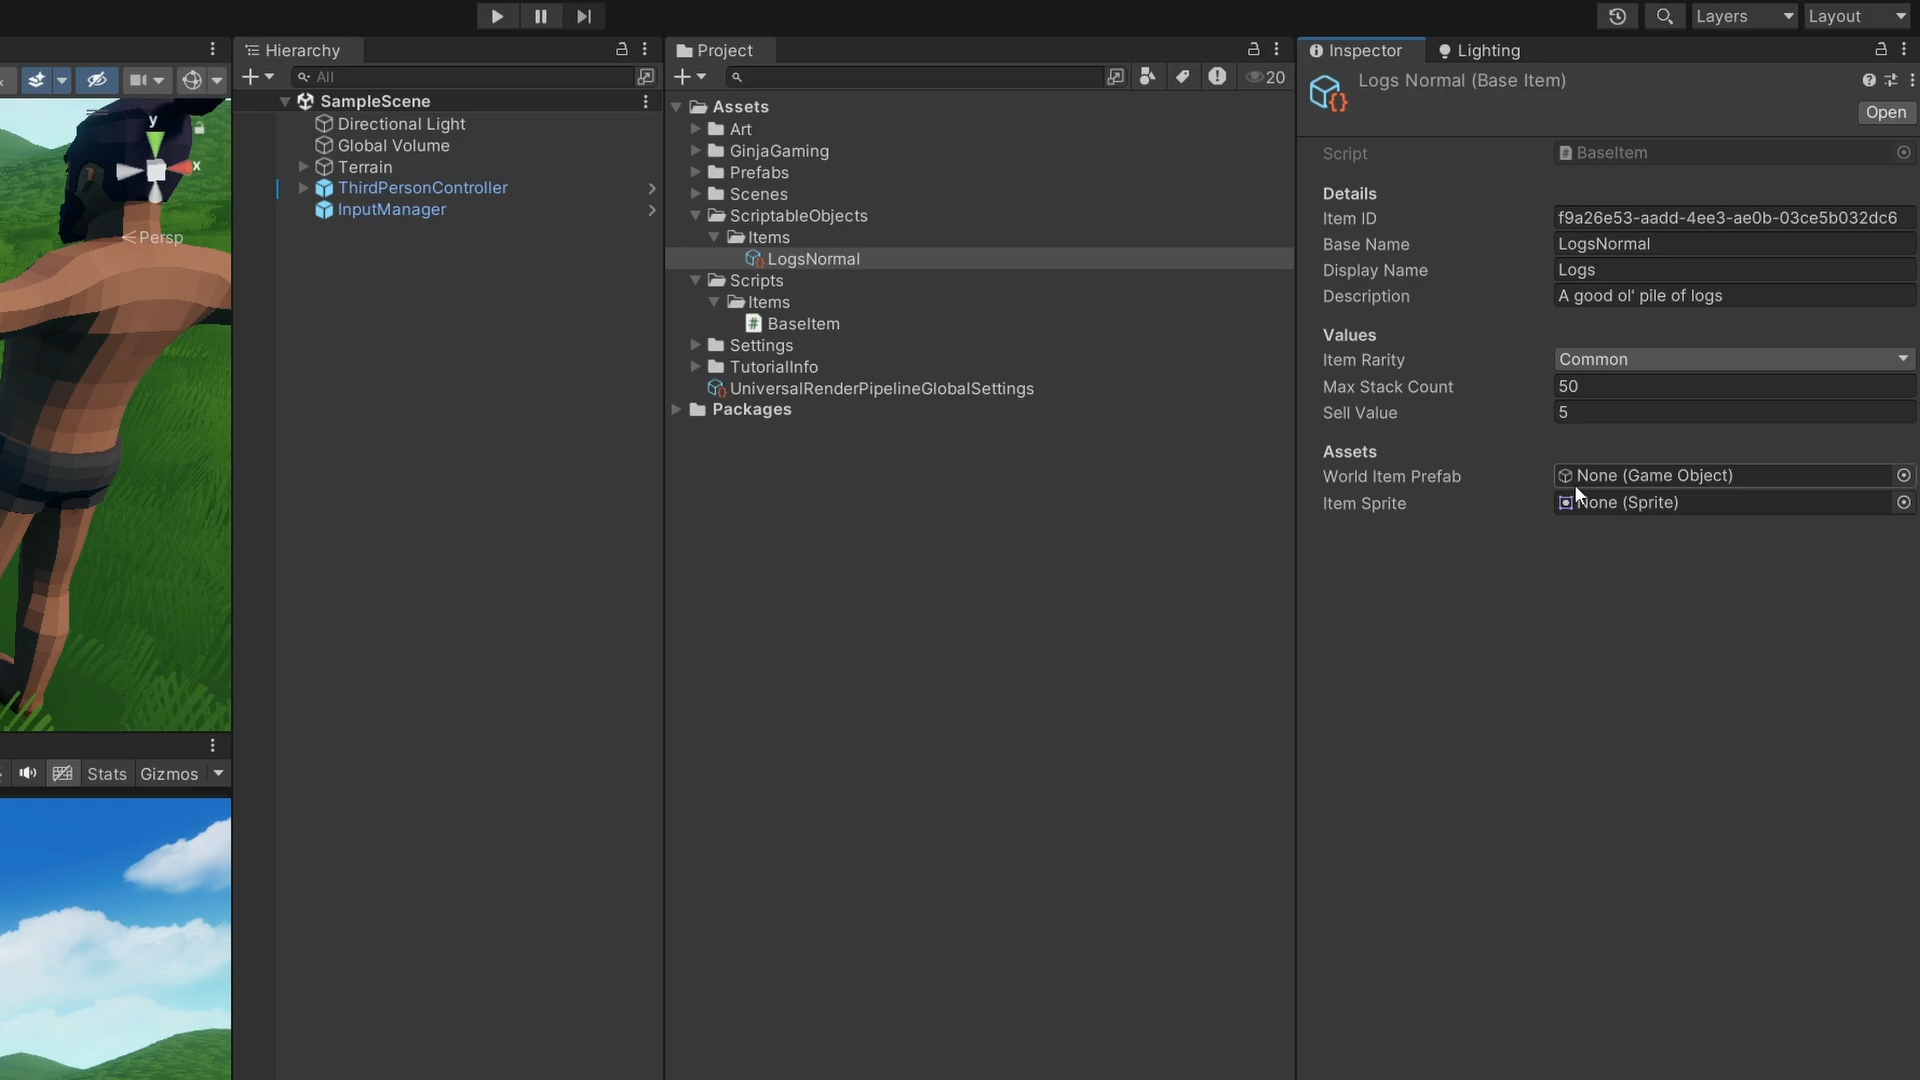 Layers
Layout
Hierarchy
Project
Inspector
Lighting
All
20
Logs Normal (Base Item)
Open
y
x
Persp
SampleScene
Directional Light
Global Volume
Terrain
ThirdPersonController
InputManager
Assets
Art
GinjaGaming
Prefabs
Scenes
ScriptableObjects
Items
LogsNormal
Scripts
Items
BaseItem
Settings
TutorialInfo
UniversalRenderPipelineGlobalSettings
Packages
Script BaseItem
Details
Item ID f9a26e53-aadd-4ee3-ae0b-03ce5b032dc6
Base Name LogsNormal
Display Name Logs
Description A good ol' pile of logs
Values
Item Rarity Common
Max Stack Count 50
Sell Value 5
Assets
World Item Prefab None (Game Object)
Item Sprite None (Sprite)
Stats Gizmos